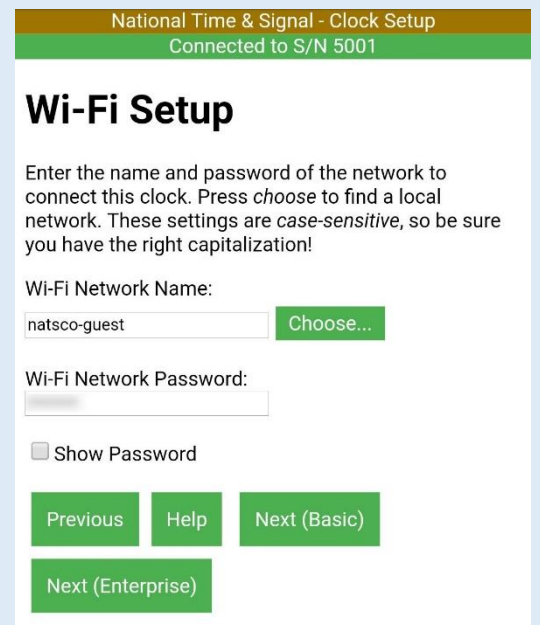 National Time & Signal - Clock Setup
Connected to S/N 5001
Wi-Fi Setup
Enter the name and password of the network to
connect this clock. Press choose to find a local
network. These settings are case-sensitive, so be sure
you have the right capitalization!
Wi-Fi Network Name:
natsco-guest Choose...
Wi-Fi Network Password:
Show Password
Previous Help Next (Basic)
Next (Enterprise)